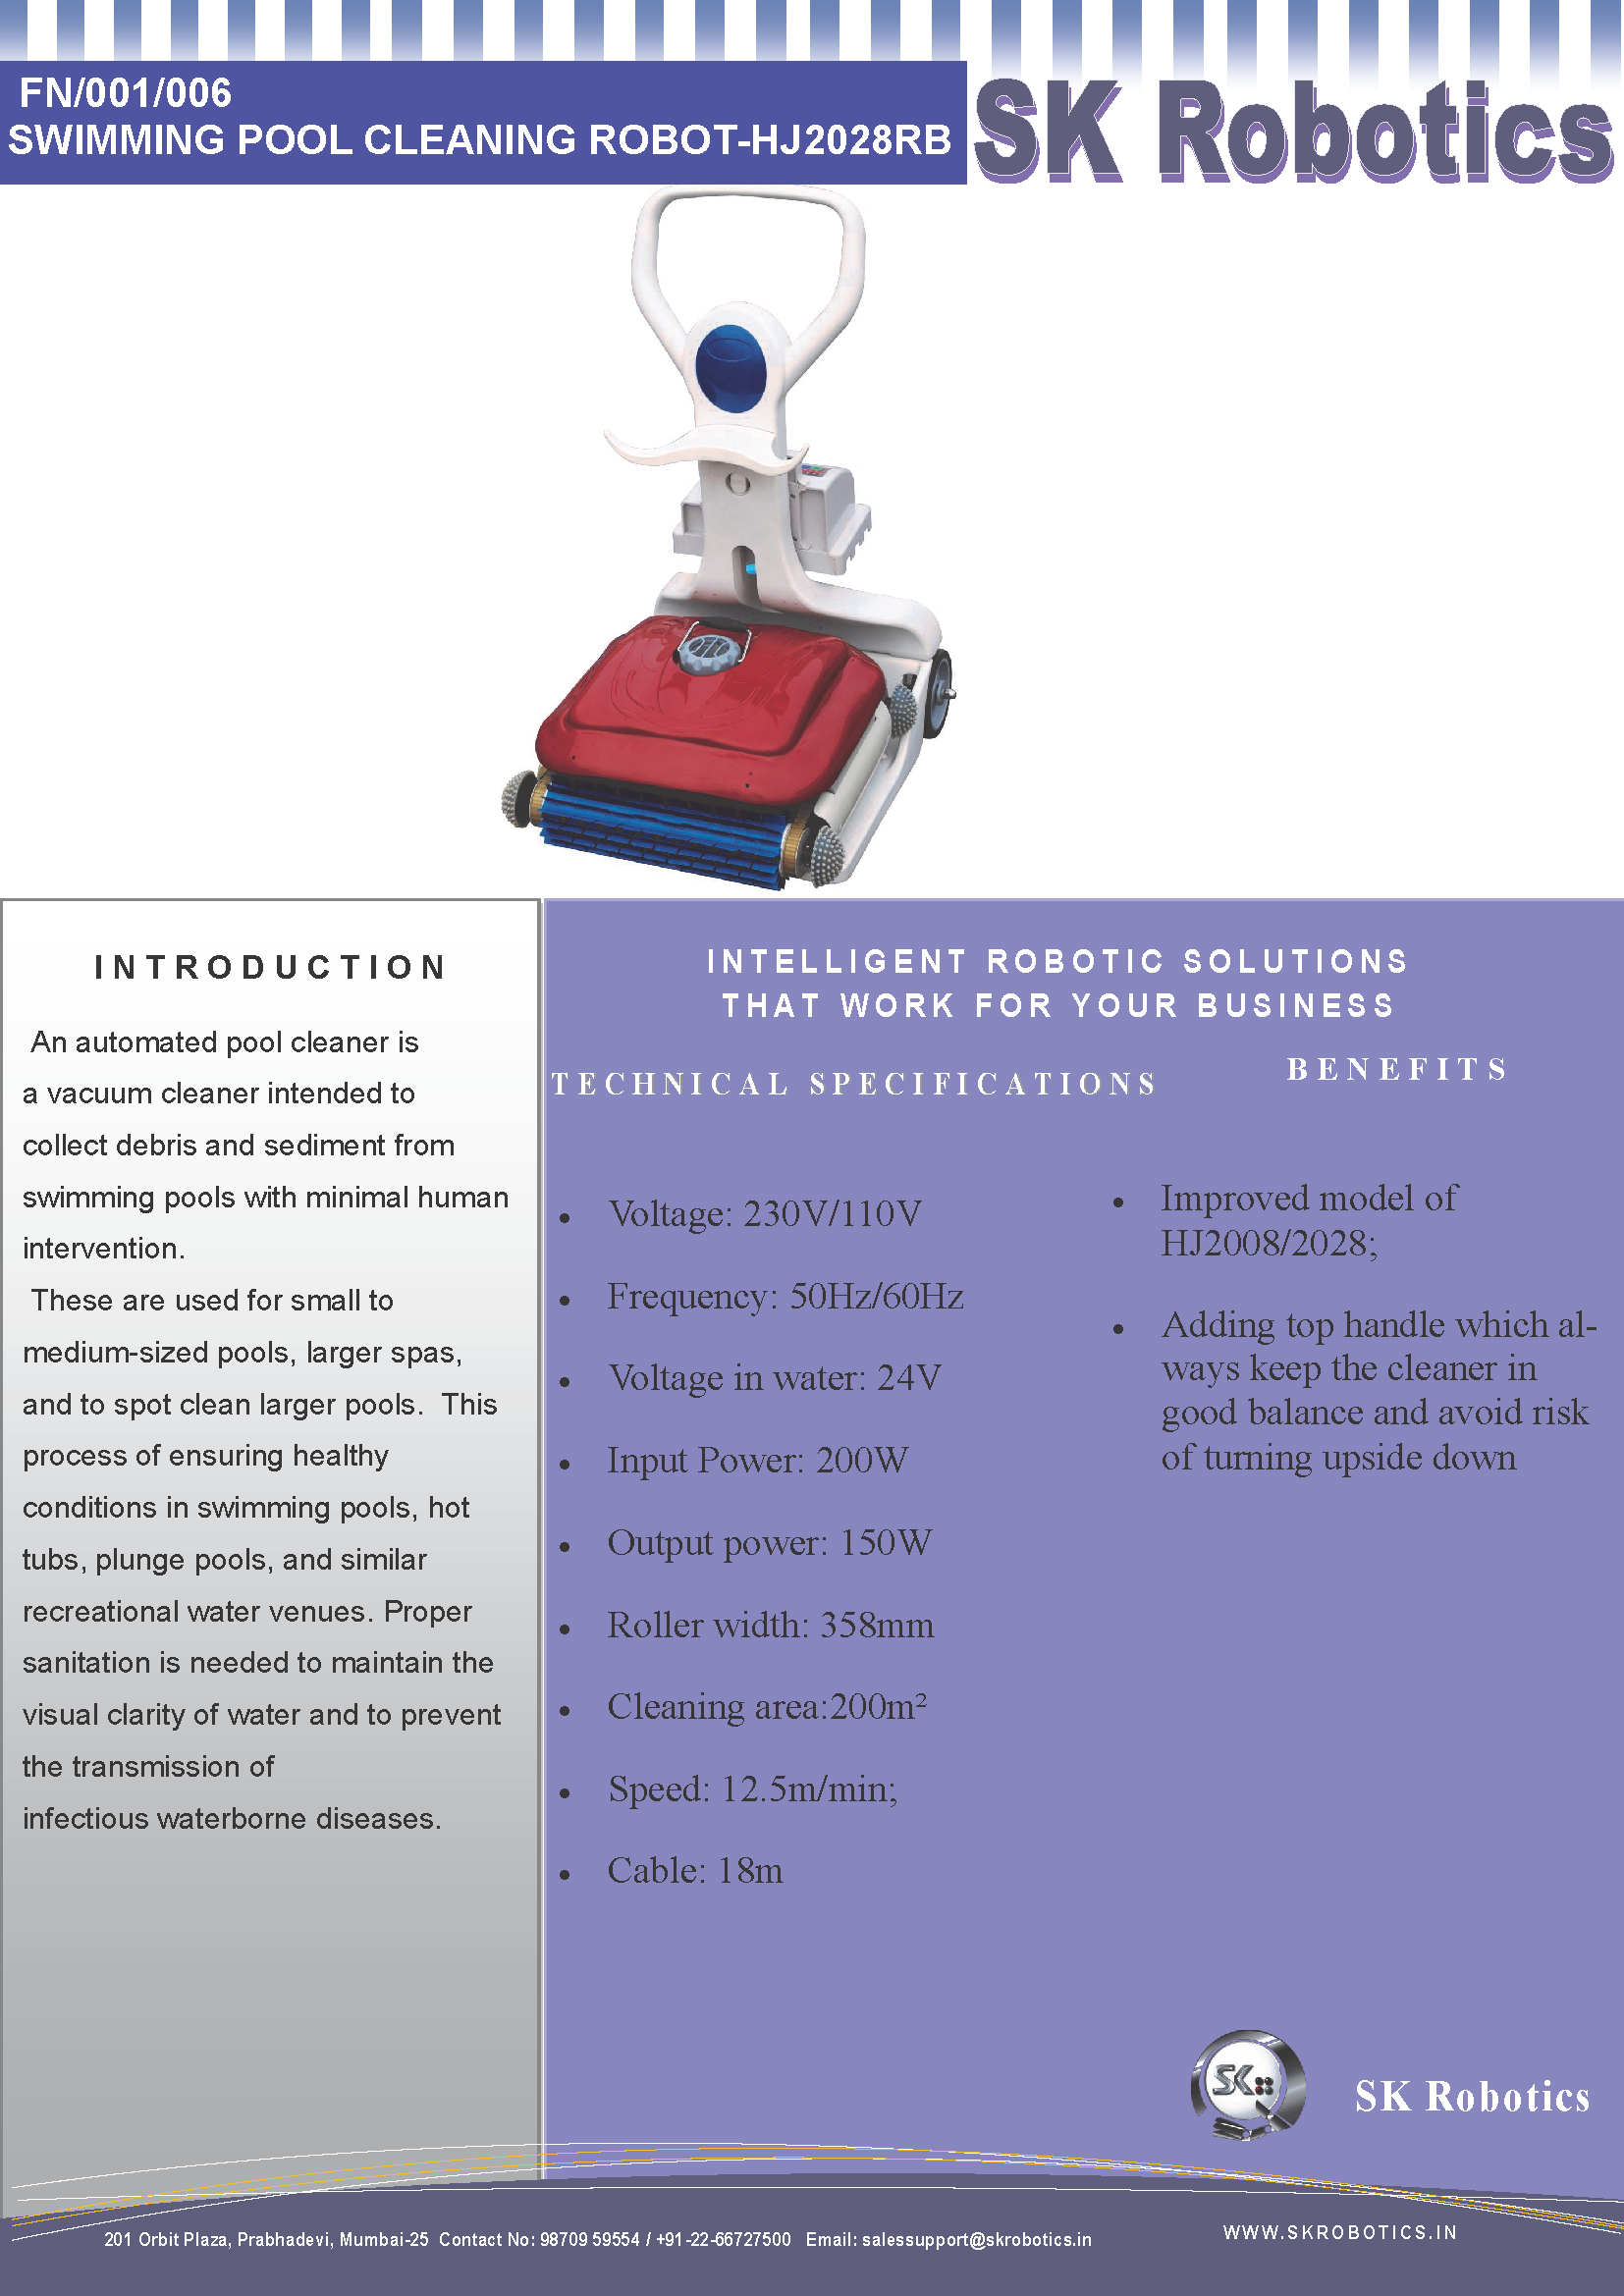 FN/001/006
SWIMMING POOL CLEANING ROBOT-HJ2028RB
SK Robotics
INTRODUCTION
An automated pool cleaner is
a vacuum cleaner intended to
collect debris and sediment from
swimming pools with minimal human
intervention.
These are used for small to
medium-sized pools, larger spas,
and to spot clean larger pools.  This
process of ensuring healthy
conditions in swimming pools, hot
tubs, plunge pools, and similar
recreational water venues. Proper
sanitation is needed to maintain the
visual clarity of water and to prevent
the transmission of
infectious waterborne diseases.
INTELLIGENT ROBOTIC SOLUTIONS
THAT WORK FOR YOUR BUSINESS
TECHNICAL SPECIFICATIONS
• Voltage: 230V/110V
• Frequency: 50Hz/60Hz
• Voltage in water: 24V
• Input Power: 200W
• Output power: 150W
• Roller width: 358mm
• Cleaning area:200m²
• Speed: 12.5m/min;
• Cable: 18m
BENEFITS
• Improved model of
HJ2008/2028;
• Adding top handle which al-
ways keep the cleaner in
good balance and avoid risk
of turning upside down
SK
SK Robotics
201 Orbit Plaza, Prabhadevi, Mumbai-25  Contact No: 98709 59554 / +91-22-66727500   Email: salessupport@skrobotics.in
WWW.SKROBOTICS.IN